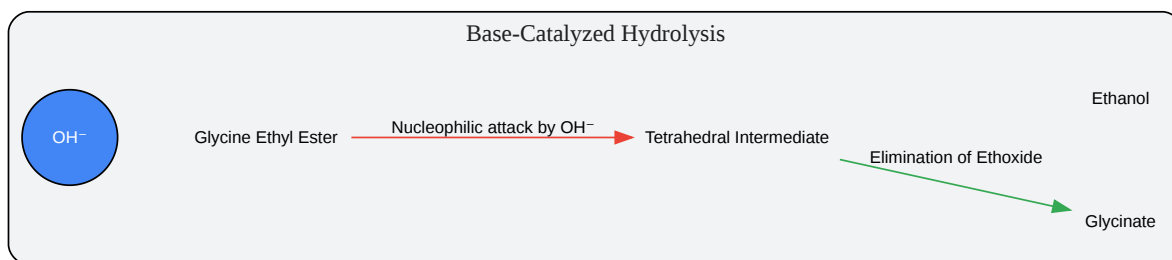 Base-Catalyzed Hydrolysis
Ethanol
OH⁻
Glycine Ethyl Ester
Nucleophilic attack by OH⁻
Tetrahedral Intermediate
Elimination of Ethoxide
Glycinate